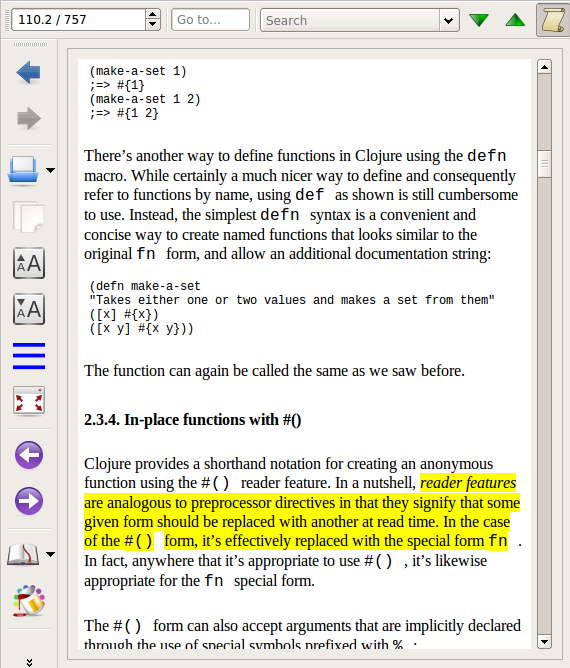 110.2 / 757
Go to...
Search
(make-a-set 1)
;=> #{1}
(make-a-set 1 2)
;=> #{1 2}
There’s another way to define functions in Clojure using the defn
macro. While certainly a much nicer way to define and consequently
refer to functions by name, using def as shown is still cumbersome
to use. Instead, the simplest defn syntax is a convenient and
concise way to create named functions that looks similar to the
original fn form, and allow an additional documentation string:
(defn make-a-set
"Takes either one or two values and makes a set from them"
([x] #{x})
([x y] #{x y}))
The function can again be called the same as we saw before.
2.3.4. In-place functions with #()
Clojure provides a shorthand notation for creating an anonymous
function using the #() reader feature. In a nutshell, reader features
are analogous to preprocessor directives in that they signify that some
given form should be replaced with another at read time. In the case
of the #() form, it’s effectively replaced with the special form fn .
In fact, anywhere that it’s appropriate to use #() , it’s likewise
appropriate for the fn special form.
The #() form can also accept arguments that are implicitly declared
through the use of special symbols prefixed with % :
AA
AA